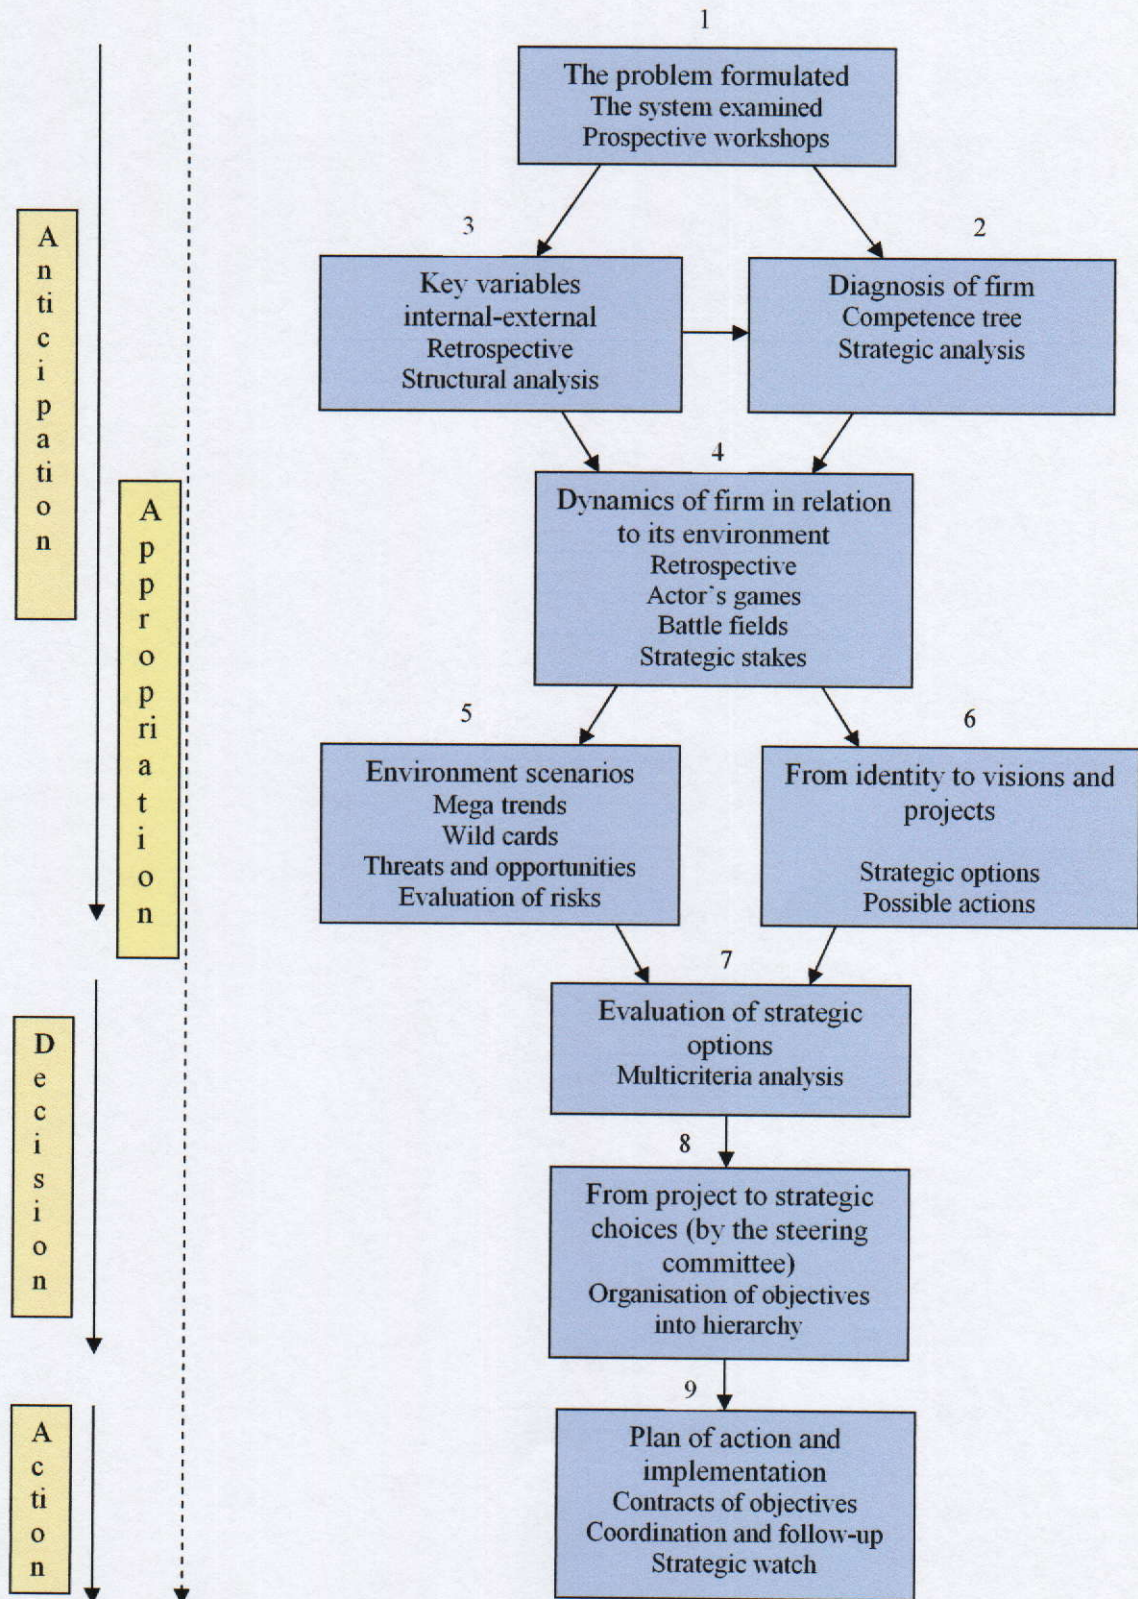 1
The problem formulated
The system examined
Prospective workshops
3
2
Key variables
internal-external
Retrospective
Structural analysis
Diagnosis of firm
Competence tree
Strategic analysis
4
Dynamics of firm in relation
to its environment
Retrospective
Actor`s games
Battle fields
Strategic stakes
5
6
Environment scenarios
Mega trends
Wild cards
Threats and opportunities
Evaluation of risks
From identity to visions and
projects
Strategic options
Possible actions
7
Evaluation of strategic
options
Multicriteria analysis
8
From project to strategic
choices (by the steering
committee)
Organisation of objectives
into hierarchy
9
Plan of action and
implementation
Contracts of objectives
Coordination and follow-up
Strategic watch
Anticipation
Appropriation
Decision
Action